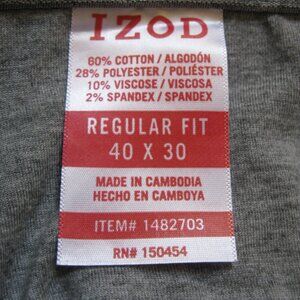 IZOD
60% COTTON / ALGODÓN
28% POLYESTER / POLIÉSTER
10% VISCOSE / VISCOSA
2% SPANDEX / SPANDEX
REGULAR FIT
40 X 30
MADE IN CAMBODIA
HECHO EN CAMBOYA
ITEM# 1482703
RN# 150454